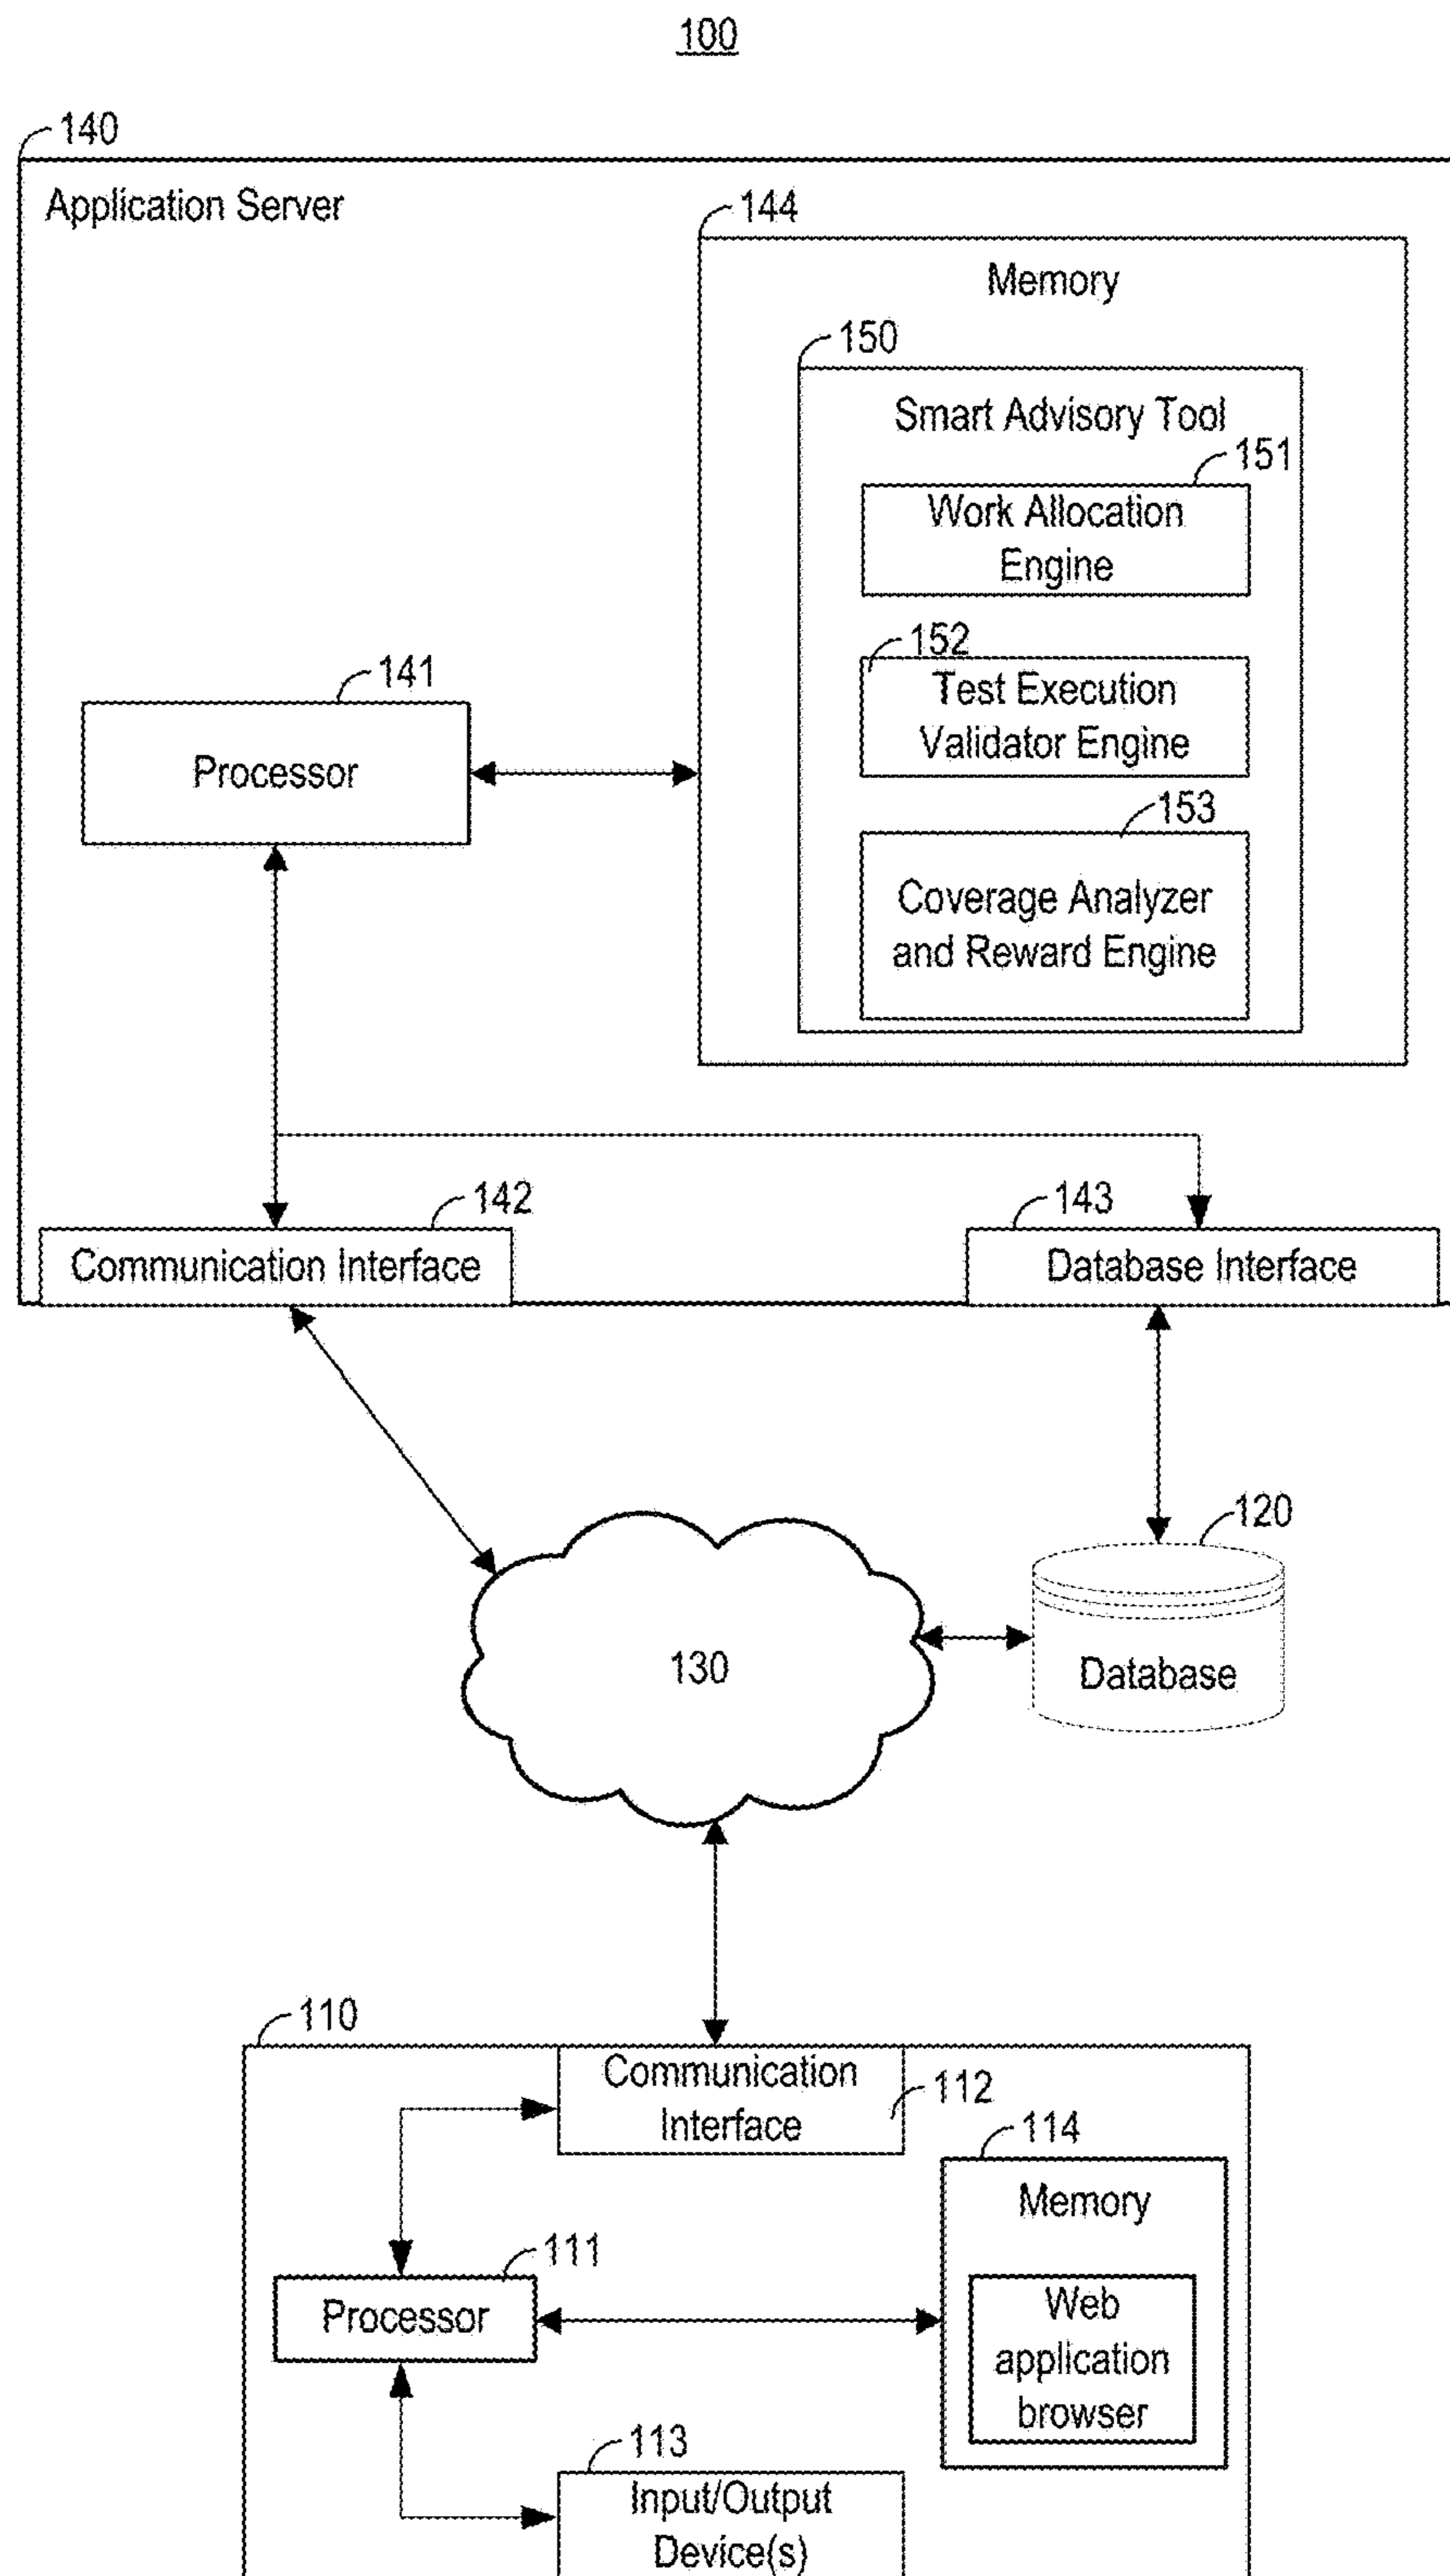 100
140
Application Server
144
Memory
150
Smart Advisory Tool
151
Work Allocation
Engine
152
Test Execution
Validator Engine
153
Coverage Analyzer
and Reward Engine
141
Processor
142
Communication Interface
143
Database Interface
130
120
Database
110
Communication
Interface
112
114
Memory
Web
application
browser
111
Processor
113
Input/Output
Device(s)